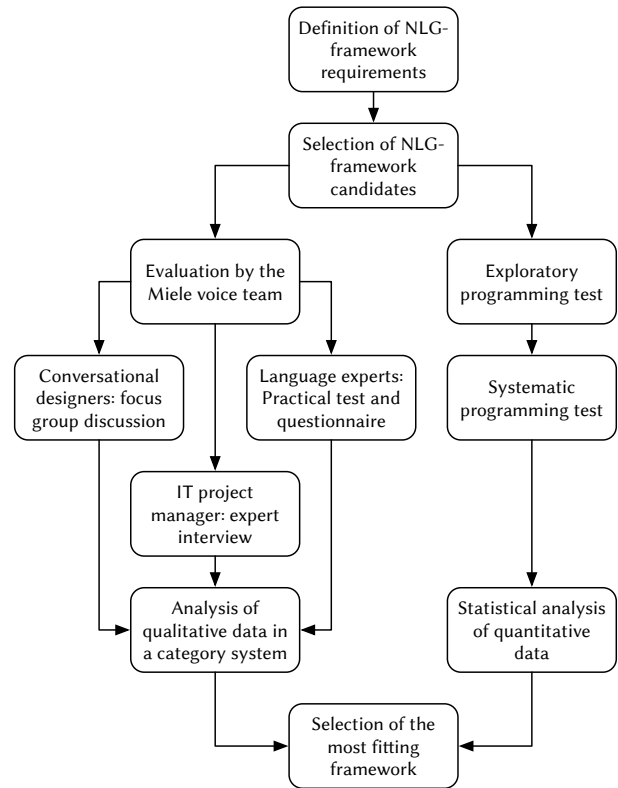 Definition of NLG-
framework
requirements
Selection of NLG-
framework
candidates
Evaluation by the
Miele voice team
Exploratory
programming test
Conversational
designers: focus
group discussion
Language experts:
Practical test and
questionnaire
Systematic
programming test
IT project
manager: expert
interview
Analysis of
qualitative data in
a category system
Statistical analysis
of quantitative
data
Selection of the
most fitting
framework